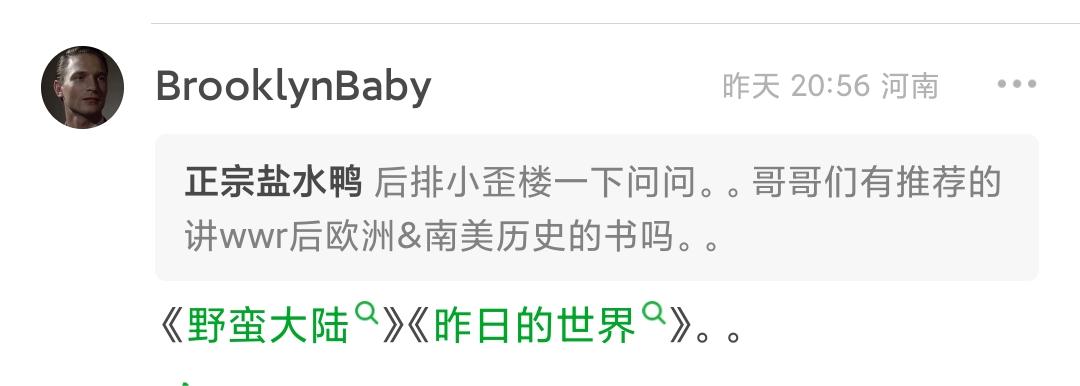 BrooklynBaby 昨天 20:56 河南
正宗盐水鸭 后排小歪楼一下问问。。哥哥们有推荐的
讲wwr后欧洲&南美历史的书吗。。
《野蛮大陆》《昨日的世界》。。